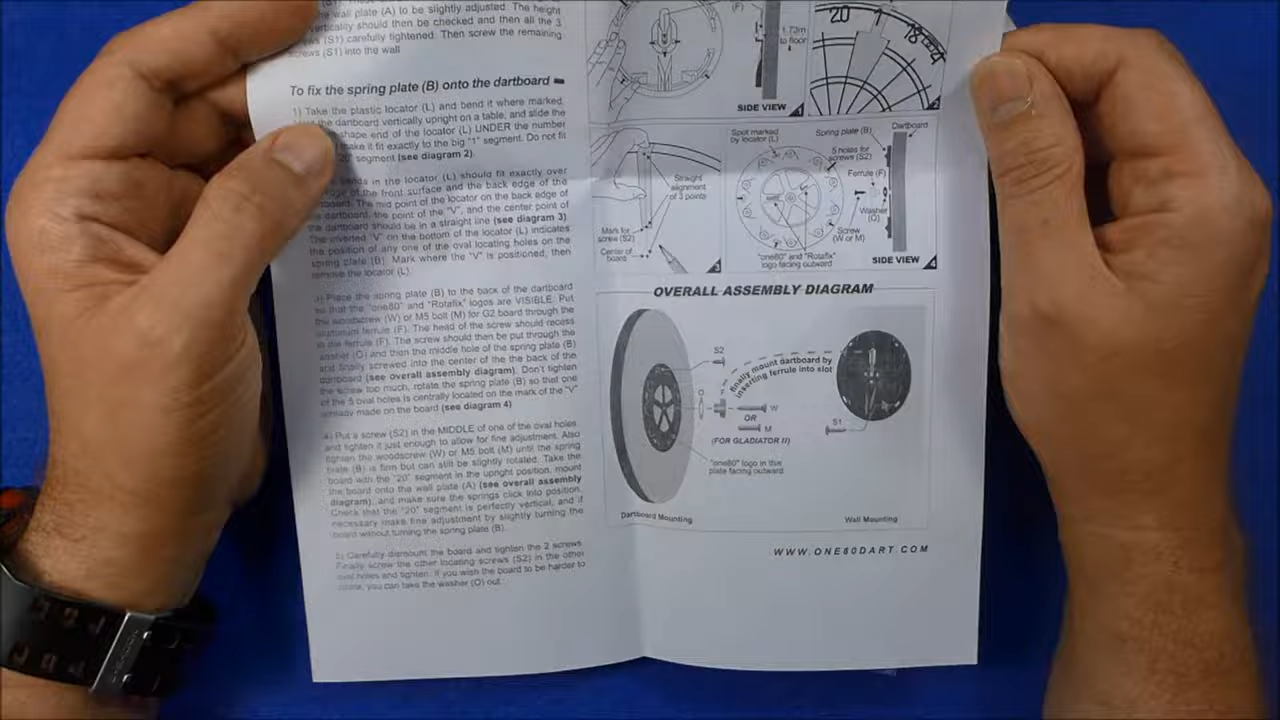 the wall plate (A) to be slightly adjusted. The height
verticality should then be checked and then all the 3
(S1) carefully tightened. Then screw the remaining
screws (S1) into the wall
To fix the spring plate (B) onto the dartboard
1) Take the plastic locator (L) and bend it where marked.
the dartboard vertically upright on a table, and slide the
shape end of the locator (L) UNDER the number
make it fit exactly to the big "1" segment. Do not fit
"20" segment (see diagram 2).
bends in the locator (L) should fit exactly over
of the front surface and the back edge of the
The mid point of the locator on the back edge of
the dartboard, the point of the "V", and the center point of
the dartboard should be in a straight line (see diagram 3)
The inverted "V" on the bottom of the locator (L) indicates
the position of any one of the oval locating holes on the
spring plate (B). Mark where the "V" is positioned, then
remove the locator (L).
3) Place the spring plate (B) to the back of the dartboard
so that the "one80" and "Rotafix" logos are VISIBLE. Put
the woodscrew (W) or M5 bolt (M) for G2 board through the
aluminum ferrule (F). The head of the screw should recess
in the ferrule (F). The screw should then be put through the
washer (O) and then the middle hole of the spring plate (B)
and finally screwed into the center of the the back of the
dartboard (see overall assembly diagram). Don't tighten
the screw too much, rotate the spring plate (B) so that one
of the 5 oval holes is centrally located on the mark of the "V"
already made on the board (see diagram 4)
4) Put a screw (S2) in the MIDDLE of one of the oval holes
and tighten it just enough to allow for fine adjustment. Also
tighten the woodscrew (W) or M5 bolt (M) until the spring
plate (B) is firm but can still be slightly rotated. Take the
board with the "20" segment in the upright position, mount
the board onto the wall plate (A) (see overall assembly
diagram), and make sure the springs click into position.
Check that the "20" segment is perfectly vertical, and if
necessary make fine adjustment by slightly turning the
board without turning the spring plate (B).
5) Carefully dismount the board and tighten the 2 screws.
Finally screw the other locating screws (S2) in the other
oval holes and tighten. If you wish the board to be harder to
rotate, you can take the washer (O) out.
(F)
1.73m
to floor
SIDE VIEW
1
20 1 18
2
Straight
alignment
of 3 points
Mark for
screw (S2)
Center of
board
3
Spot marked
by locator (L)
Spring plate (B)
Dartboard
5 holes for
screws (S2)
Ferrule (F)
Washer
(O)
Screw
(W or M)
"one80" and "Rotafix"
logo facing outward
SIDE VIEW
4
OVERALL ASSEMBLY DIAGRAM
S2
finally mount dartboard by
inserting ferrule into slot
O
F
W
OR
M
(FOR GLADIATOR II)
S1
"one80" logo in this
plate facing outward
Dartboard Mounting
Wall Mounting
WWW.ONE80DART.COM